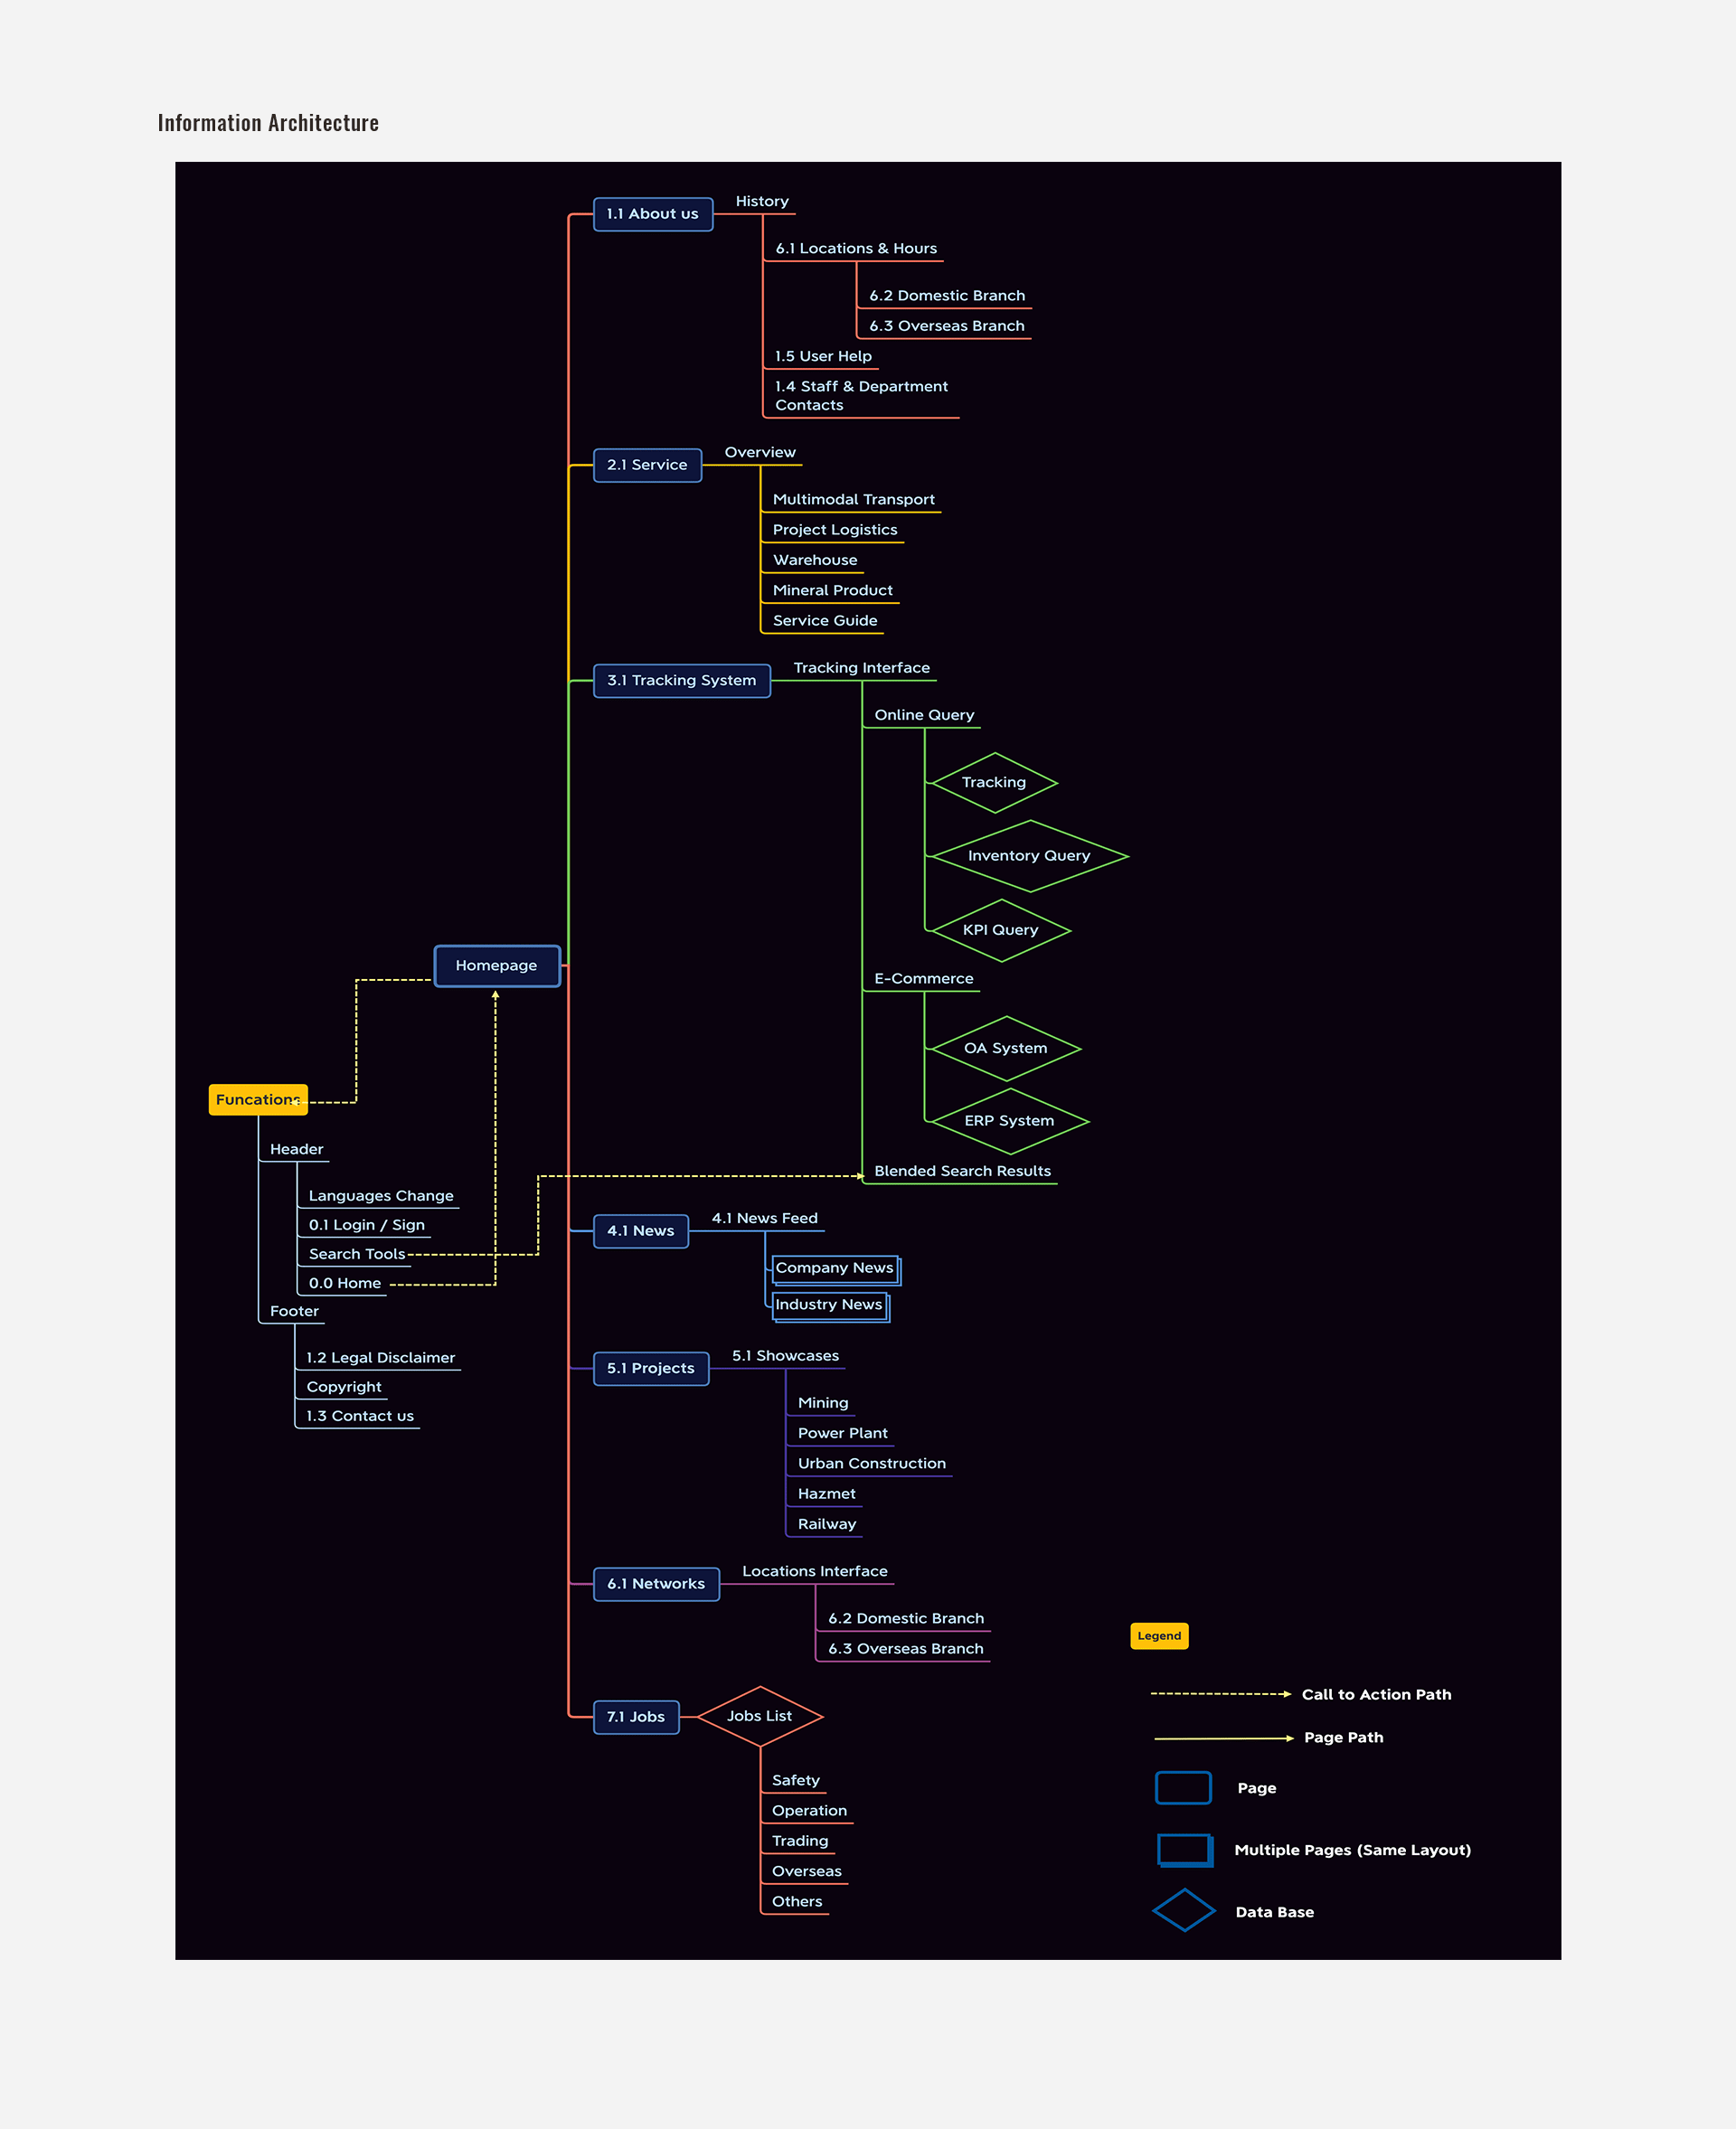 Information Architecture
1.1 About us
History
6.1 Locations & Hours
6.2 Domestic Branch
6.3 Overseas Branch
1.5 User Help
1.4 Staff & Department
Contacts
2.1 Service
Overview
Multimodal Transport
Project Logistics
Warehouse
Mineral Product
Service Guide
3.1 Tracking System
Tracking Interface
Online Query
Tracking
Inventory Query
KPI Query
E-Commerce
OA System
ERP System
Blended Search Results
Homepage
Funcations
Header
Languages Change
0.1 Login / Sign
Search Tools
0.0 Home
Footer
1.2 Legal Disclaimer
Copyright
1.3 Contact us
4.1 News
4.1 News Feed
Company News
Industry News
5.1 Projects
5.1 Showcases
Mining
Power Plant
Urban Construction
Hazmet
Railway
6.1 Networks
Locations Interface
6.2 Domestic Branch
6.3 Overseas Branch
7.1 Jobs
Jobs List
Safety
Operation
Trading
Overseas
Others
Legend
Call to Action Path
Page Path
Page
Multiple Pages (Same Layout)
Data Base